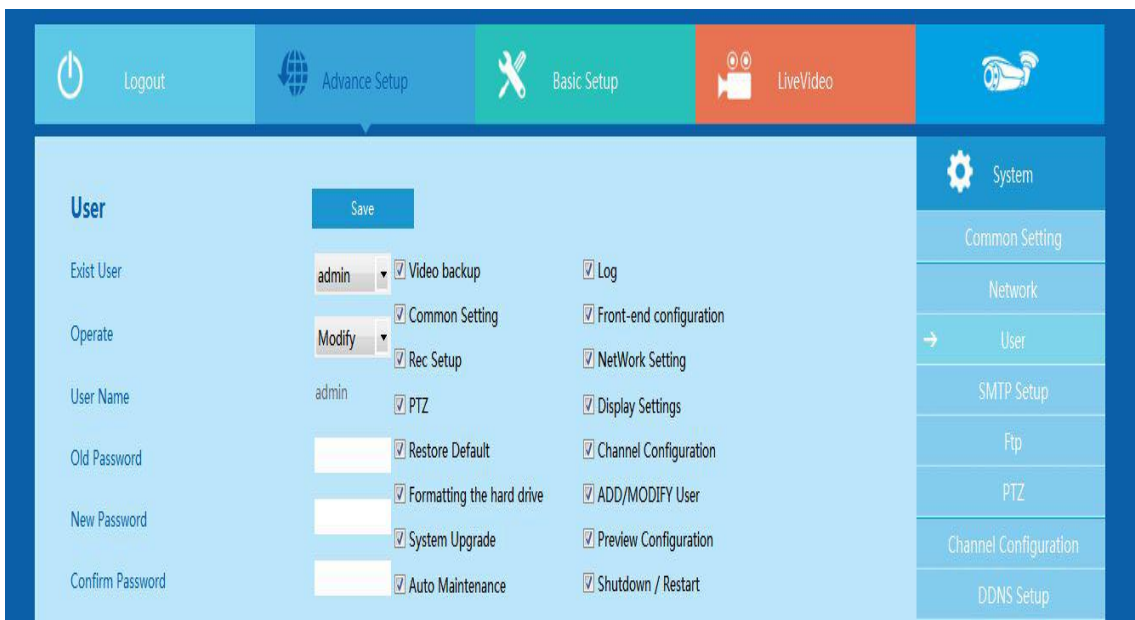 Logout
Advance Setup
Basic Setup
LiveVideo
System
User
Save
Common Setting
Exist User
admin
Video backup
Log
Network
Common Setting
Front-end configuration
Operate
Modify
User
Rec Setup
NetWork Setting
User Name
admin
SMTP Setup
PTZ
Display Settings
Old Password
Restore Default
Channel Configuration
Ftp
Formatting the hard drive
ADD/MODIFY User
PTZ
New Password
System Upgrade
Preview Configuration
Channel Configuration
Confirm Password
Auto Maintenance
Shutdown / Restart
DDNS Setup